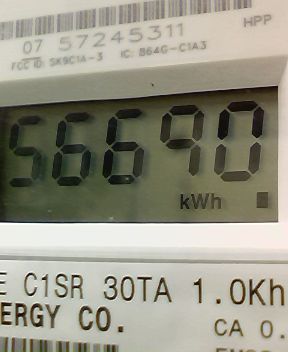 HPP
07 57245311
FCC ID: SK9C1A-3 IC: 864G-C1A3
56690
kWh
E C1SR 30TA 1.0Kh
ERGY CO.
CA 0.